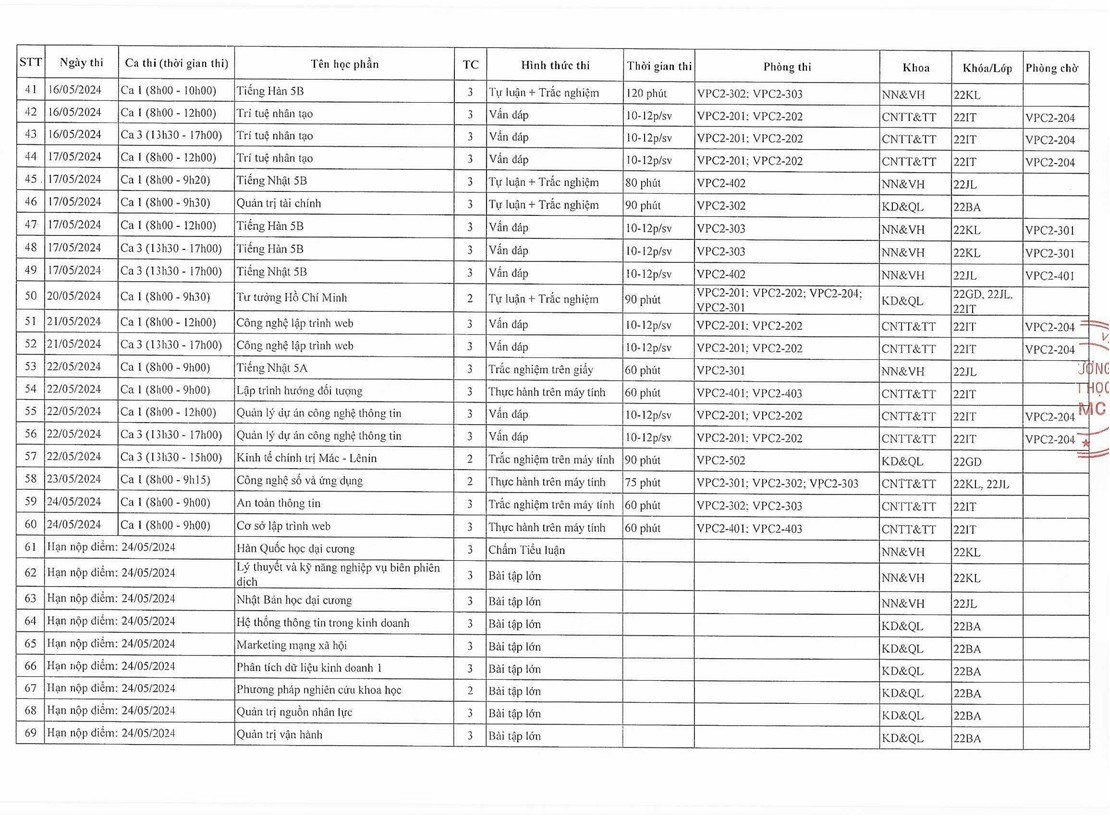 STT Ngày thi Ca thi (thời gian thi) Tên học phần TC Hình thức thi Thời gian thi Phòng thi Khoa Khóa/Lớp Phòng chờ
41 16/05/2024 Ca 1 (8h00 - 10h00) Tiếng Hàn 5B 3 Tự luận + Trắc nghiệm 120 phút VPC2-302; VPC2-303 NN&VH 22KL
42 16/05/2024 Ca 1 (8h00 - 12h00) Trí tuệ nhân tạo 3 Vấn đáp 10-12p/sv VPC2-201; VPC2-202 CNTT&TT 22IT VPC2-204
43 16/05/2024 Ca 3 (13h30 - 17h00) Trí tuệ nhân tạo 3 Vấn đáp 10-12p/sv VPC2-201; VPC2-202 CNTT&TT 22IT VPC2-204
44 17/05/2024 Ca 1 (8h00 - 12h00) Trí tuệ nhân tạo 3 Vấn đáp 10-12p/sv VPC2-201; VPC2-202 CNTT&TT 22IT VPC2-204
45 17/05/2024 Ca 1 (8h00 - 9h20) Tiếng Nhật 5B 3 Tự luận + Trắc nghiệm 80 phút VPC2-402 NN&VH 22JL
46 17/05/2024 Ca 1 (8h00 - 9h30) Quản trị tài chính 3 Tự luận + Trắc nghiệm 90 phút VPC2-302 KD&QL 22BA
47 17/05/2024 Ca 1 (8h00 - 12h00) Tiếng Hàn 5B 3 Vấn đáp 10-12p/sv VPC2-303 NN&VH 22KL VPC2-301
48 17/05/2024 Ca 3 (13h30 - 17h00) Tiếng Hàn 5B 3 Vấn đáp 10-12p/sv VPC2-303 NN&VH 22KL VPC2-301
49 17/05/2024 Ca 3 (13h30 - 17h00) Tiếng Nhật 5B 3 Vấn đáp 10-12p/sv VPC2-402 NN&VH 22JL VPC2-401
50 20/05/2024 Ca 1 (8h00 - 9h30) Tư tưởng Hồ Chí Minh 2 Tự luận + Trắc nghiệm 90 phút VPC2-201; VPC2-202; VPC2-204; KD&QL 22GD, 22JL,
VPC2-301 22IT
51 21/05/2024 Ca 1 (8h00 - 12h00) Công nghệ lập trình web 3 Vấn đáp 10-12p/sv VPC2-201; VPC2-202 CNTT&TT 22IT VPC2-204
52 21/05/2024 Ca 3 (13h30 - 17h00) Công nghệ lập trình web 3 Vấn đáp 10-12p/sv VPC2-201; VPC2-202 CNTT&TT 22IT VPC2-204
53 22/05/2024 Ca 1 (8h00 - 9h00) Tiếng Nhật 5A 3 Trắc nghiệm trên giấy 60 phút VPC2-301 NN&VH 22JL
54 22/05/2024 Ca 1 (8h00 - 9h00) Lập trình hướng đối tượng 3 Thực hành trên máy tính 60 phút VPC2-401; VPC2-403 CNTT&TT 22IT
55 22/05/2024 Ca 1 (8h00 - 12h00) Quản lý dự án công nghệ thông tin 3 Vấn đáp 10-12p/sv VPC2-201; VPC2-202 CNTT&TT 22IT VPC2-204
56 22/05/2024 Ca 3 (13h30 - 17h00) Quản lý dự án công nghệ thông tin 3 Vấn đáp 10-12p/sv VPC2-201; VPC2-202 CNTT&TT 22IT VPC2-204
57 22/05/2024 Ca 3 (13h30 - 15h00) Kinh tế chính trị Mác - Lênin 2 Trắc nghiệm trên máy tính 90 phút VPC2-502 KD&QL 22GD
58 23/05/2024 Ca 1 (8h00 - 9h15) Công nghệ số và ứng dụng 2 Thực hành trên máy tính 75 phút VPC2-301; VPC2-302; VPC2-303 CNTT&TT 22KL, 22JL
59 24/05/2024 Ca 1 (8h00 - 9h00) An toàn thông tin 3 Trắc nghiệm trên máy tính 60 phút VPC2-302; VPC2-303 CNTT&TT 22IT
60 24/05/2024 Ca 1 (8h00 - 9h00) Cơ sở lập trình web 3 Thực hành trên máy tính 60 phút VPC2-401; VPC2-403 CNTT&TT 22IT
61 Hạn nộp điểm: 24/05/2024 Hàn Quốc học đại cương 3 Chấm Tiểu luận NN&VH 22KL
62 Hạn nộp điểm: 24/05/2024 Lý thuyết và kỹ năng nghiệp vụ biên phiên 3 Bài tập lớn NN&VH 22KL
dịch
63 Hạn nộp điểm: 24/05/2024 Nhật Bản học đại cương 3 Bài tập lớn NN&VH 22JL
64 Hạn nộp điểm: 24/05/2024 Hệ thống thông tin trong kinh doanh 3 Bài tập lớn KD&QL 22BA
65 Hạn nộp điểm: 24/05/2024 Marketing mạng xã hội 3 Bài tập lớn KD&QL 22BA
66 Hạn nộp điểm: 24/05/2024 Phân tích dữ liệu kinh doanh 1 3 Bài tập lớn KD&QL 22BA
67 Hạn nộp điểm: 24/05/2024 Phương pháp nghiên cứu khoa học 2 Bài tập lớn KD&QL 22BA
68 Hạn nộp điểm: 24/05/2024 Quản trị nguồn nhân lực 3 Bài tập lớn KD&QL 22BA
69 Hạn nộp điểm: 24/05/2024 Quản trị vận hành 3 Bài tập lớn KD&QL 22BA